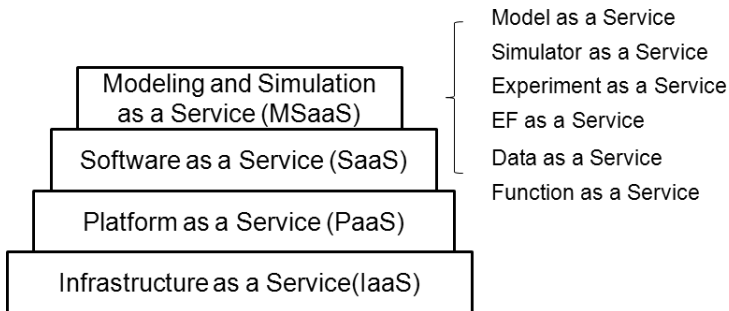 Modeling and Simulation
as a Service (MSaaS)
Software as a Service (SaaS)
Platform as a Service (PaaS)
Infrastructure as a Service(IaaS)
Model as a Service
Simulator as a Service
Experiment as a Service
EF as a Service
Data as a Service
Function as a Service